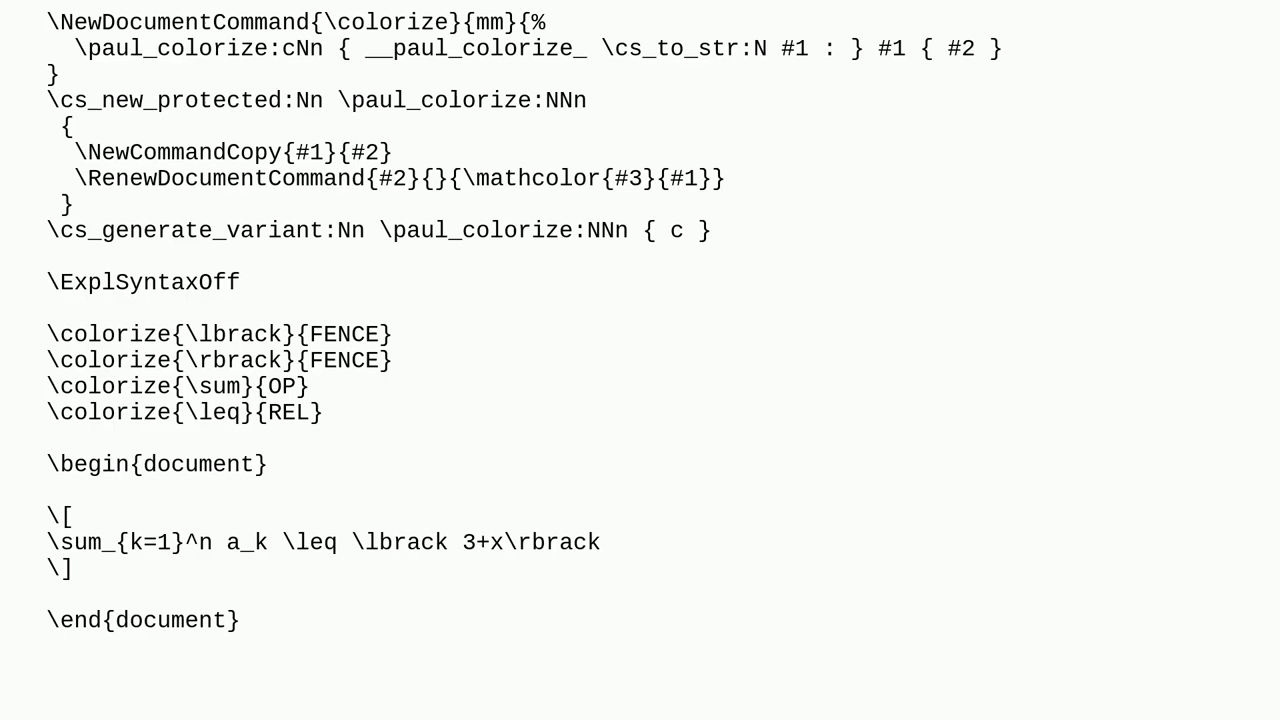 \NewDocumentCommand{\colorize}{mm}{%
  \paul_colorize:cNn { __paul_colorize_ \cs_to_str:N #1 : } #1 { #2 }
}
\cs_new_protected:Nn \paul_colorize:NNn
 {
  \NewCommandCopy{#1}{#2}
  \RenewDocumentCommand{#2}{}{\mathcolor{#3}{#1}}
 }
\cs_generate_variant:Nn \paul_colorize:NNn { c }

\ExplSyntaxOff

\colorize{\lbrack}{FENCE}
\colorize{\rbrack}{FENCE}
\colorize{\sum}{OP}
\colorize{\leq}{REL}

\begin{document}

\[
\sum_{k=1}^n a_k \leq \lbrack 3+x\rbrack
\]

\end{document}